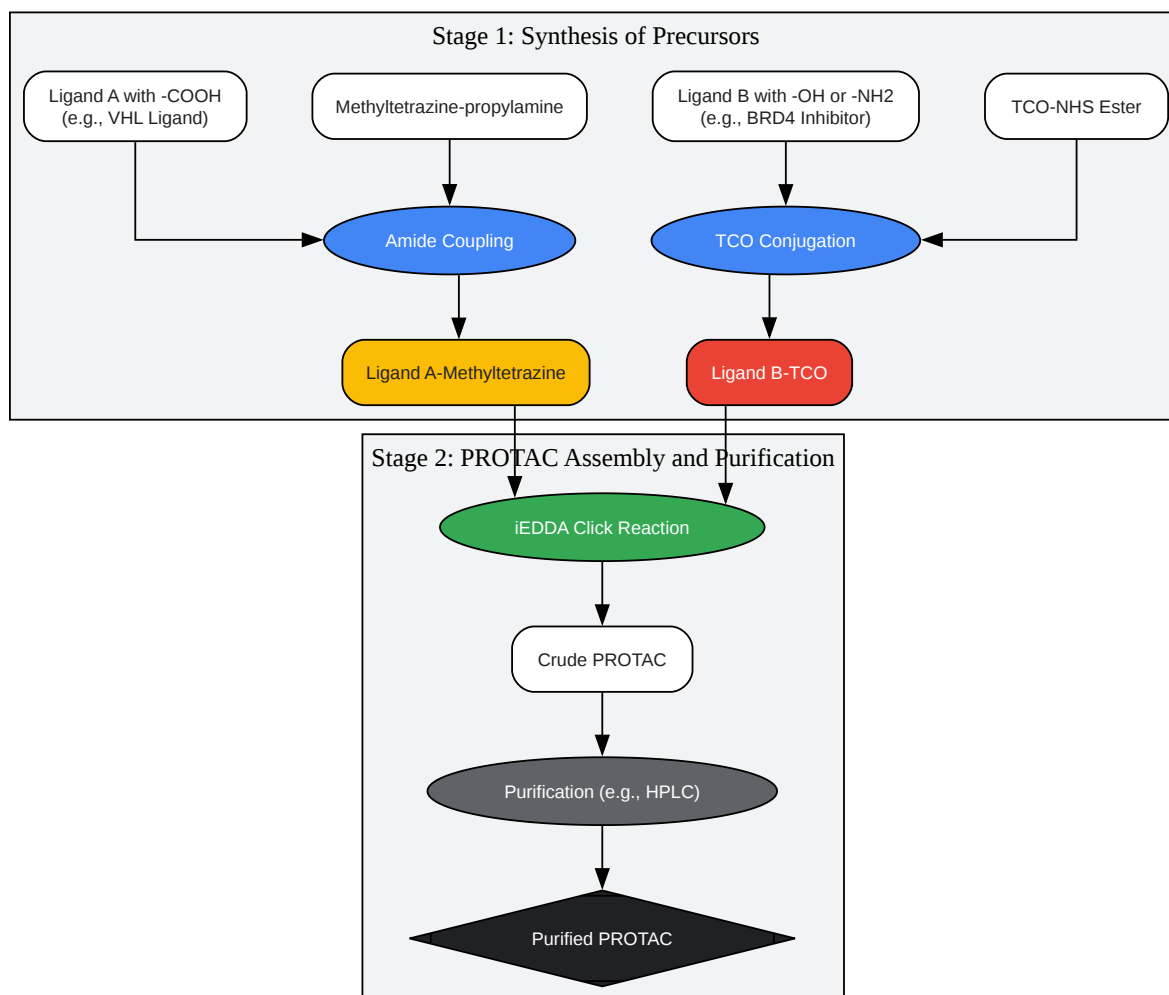 Stage 1: Synthesis of Precursors
Ligand A with -COOH
(e.g., VHL Ligand)
Methyltetrazine-propylamine
Ligand B with -OH or -NH2
(e.g., BRD4 Inhibitor)
TCO-NHS Ester
Amide Coupling
TCO Conjugation
Ligand A-Methyltetrazine
Ligand B-TCO
Stage 2: PROTAC Assembly and Purification
iEDDA Click Reaction
Crude PROTAC
Purification (e.g., HPLC)
Purified PROTAC